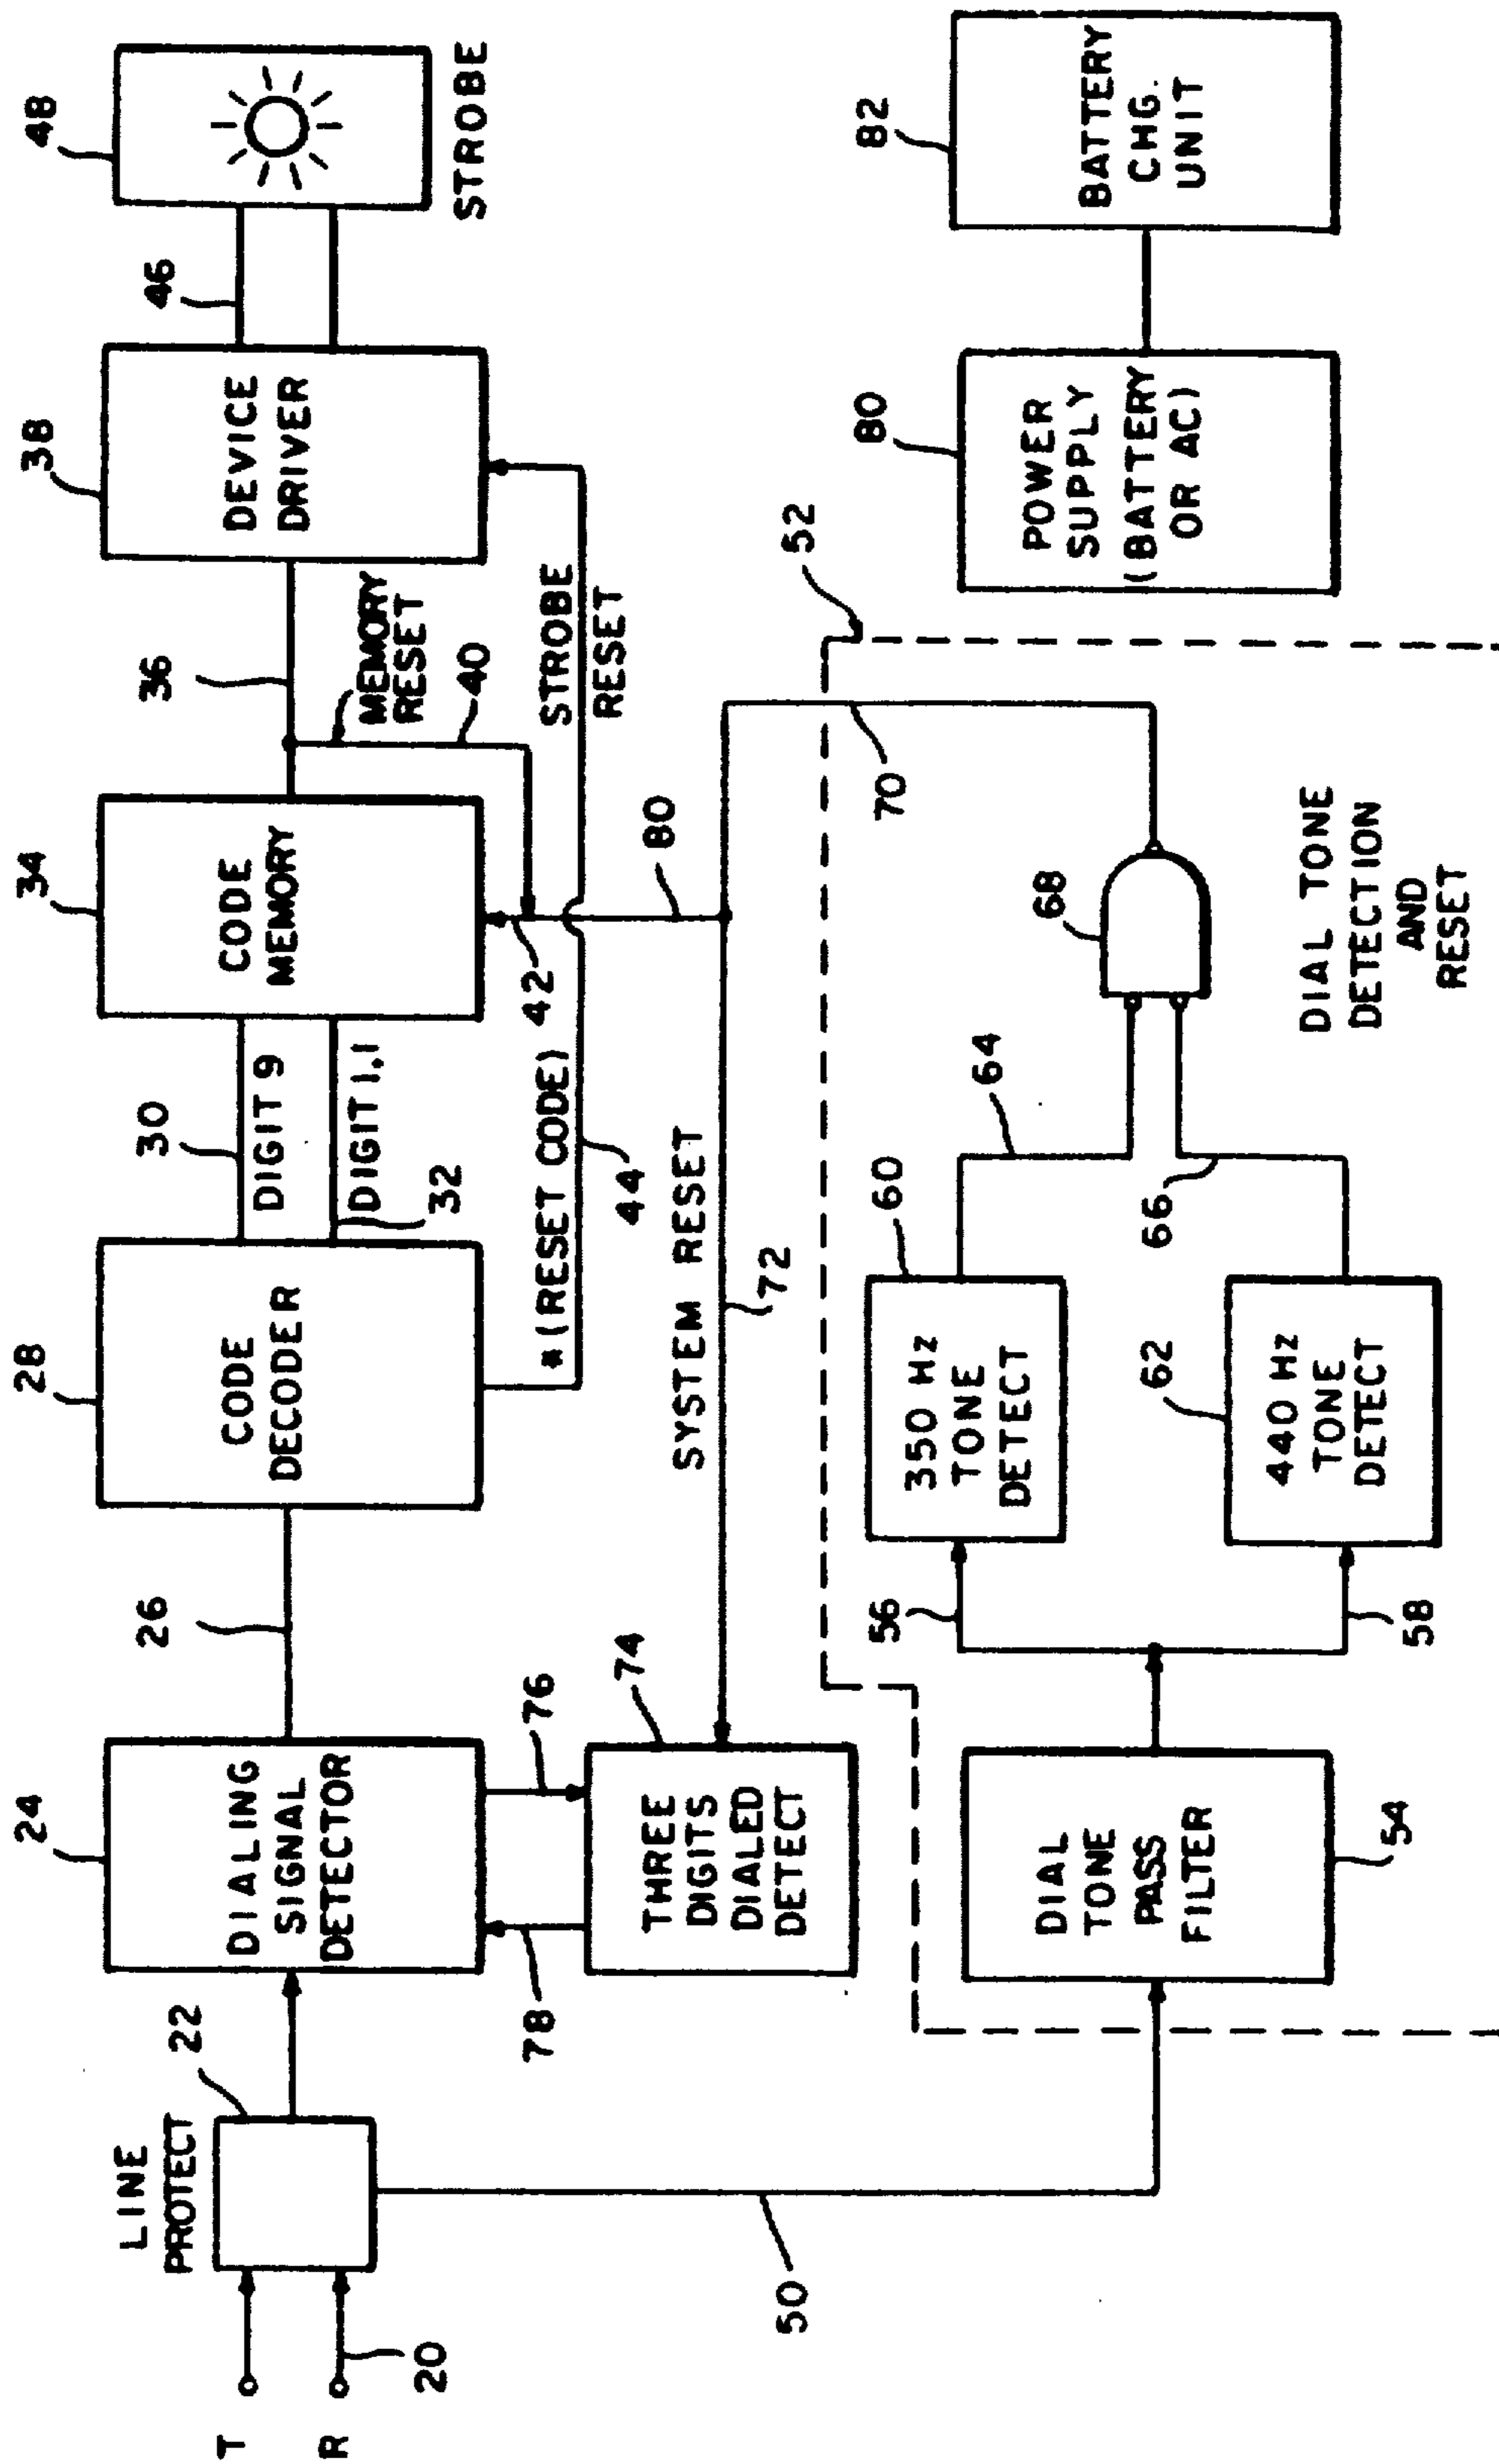 T
R
20
LINE
PROTECT
22
24
DIALING
SIGNAL
DETECTOR
26
28
CODE
DECODER
30
DIGIT 9
DIGIT 1,1
32
34
CODE
MEMORY
36
MEMORY
RESET
40
38
DEVICE
DRIVER
46
48
STROBE
78
76
74
THREE
DIGITS
DIALED
DETECT
* (RESET CODE)
44
42
STROBE
RESET
SYSTEM RESET
72
80
50
52
54
DIAL
TONE
PASS
FILTER
56
58
60
350 Hz
TONE
DETECT
62
440 Hz
TONE
DETECT
64
66
68
70
DIAL TONE
DETECTION
AND
RESET
80
POWER
SUPPLY
(BATTERY
OR AC)
82
BATTERY
CHG.
UNIT